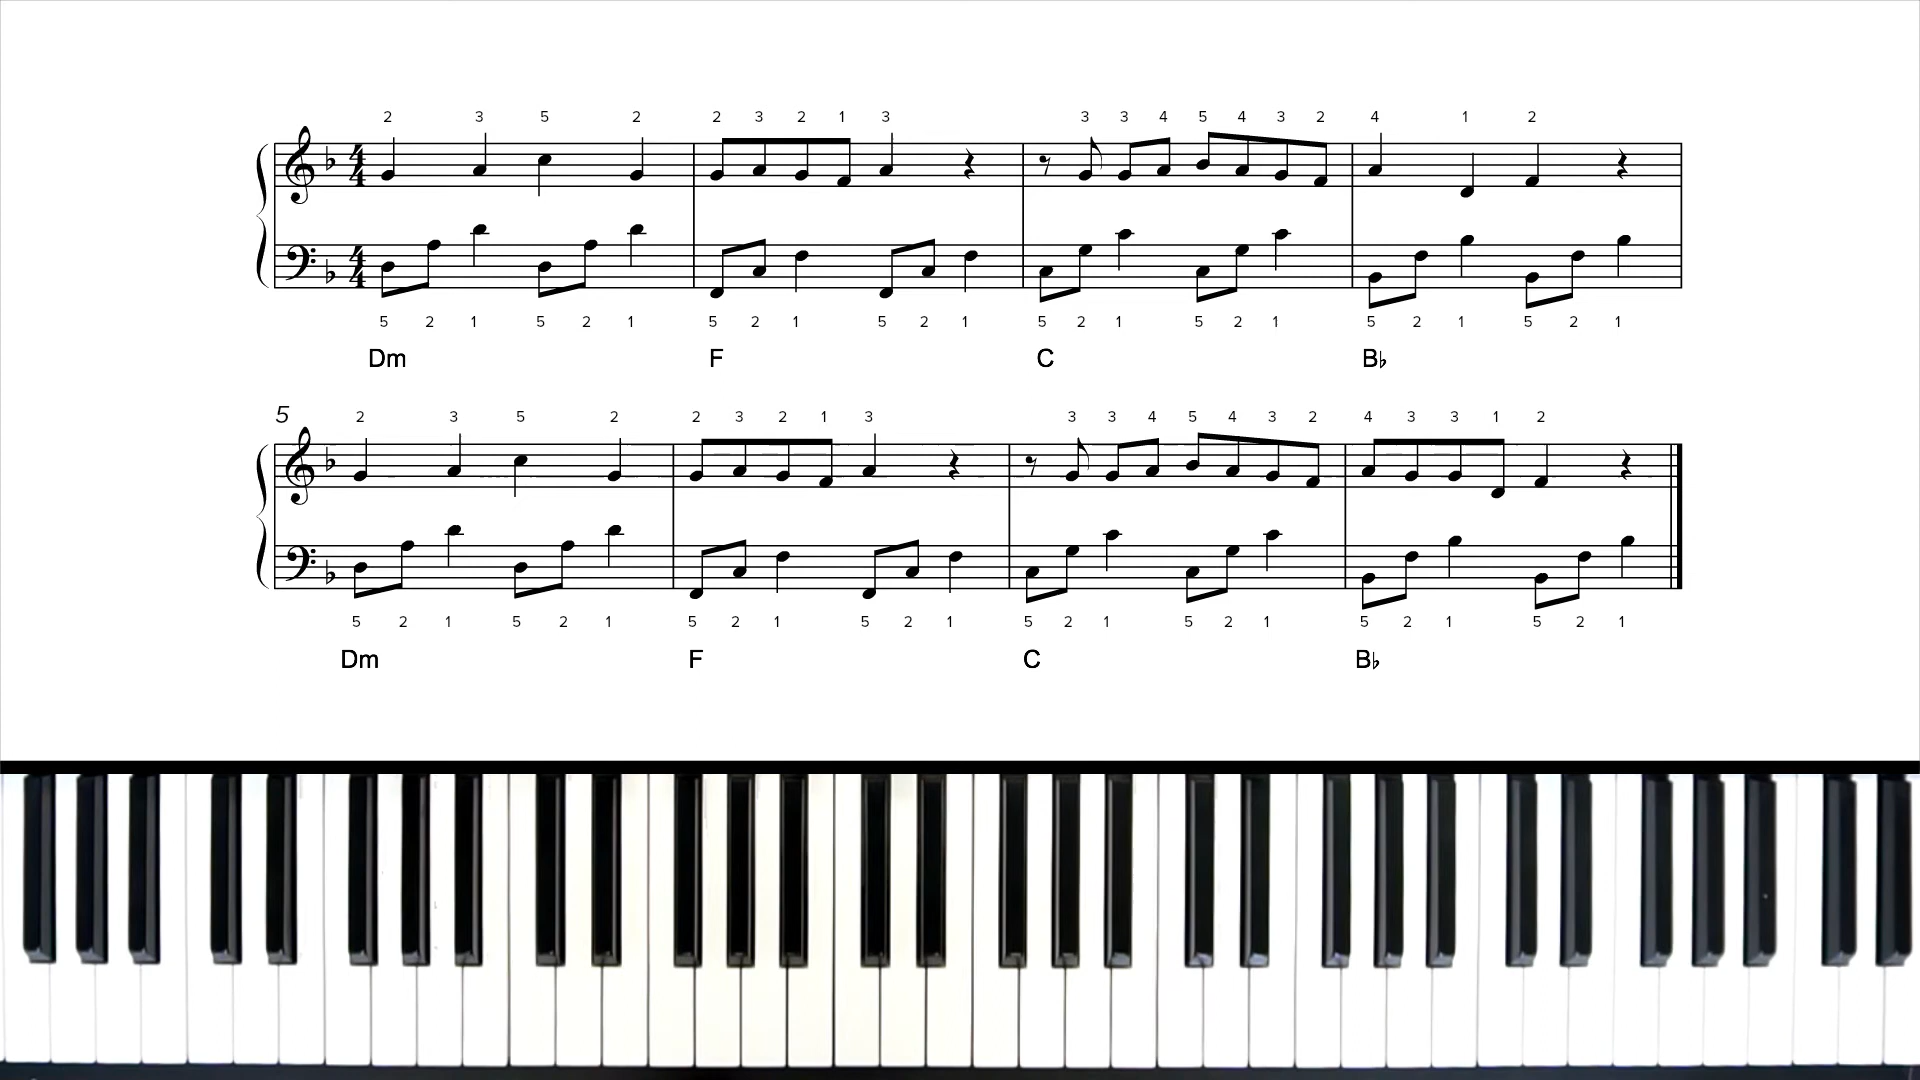 2 3 5 2 2 3 2 1 3 3 3 4 5 4 3 2 4 1 2
4 4
4 4
5 2 1 5 2 1 5 2 1 5 2 1 5 2 1 5 2 1 5 2 1 5 2 1
Dm F C B♭
5 2 3 5 2 2 3 2 1 3 3 3 4 5 4 3 2 4 3 3 1 2
5 2 1 5 2 1 5 2 1 5 2 1 5 2 1 5 2 1 5 2 1 5 2 1
Dm F C B♭